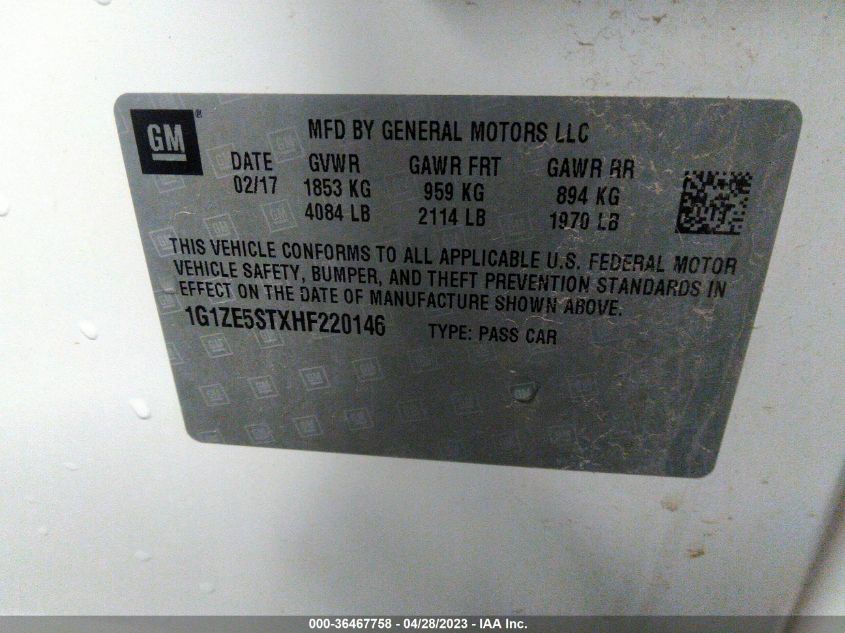 GM ®
MFD BY GENERAL MOTORS LLC
DATE GVWR GAWR FRT GAWR RR
02/17 1853 KG 959 KG 894 KG
4084 LB 2114 LB 1970 LB
THIS VEHICLE CONFORMS TO ALL APPLICABLE U.S. FEDERAL MOTOR
VEHICLE SAFETY, BUMPER, AND THEFT PREVENTION STANDARDS IN
EFFECT ON THE DATE OF MANUFACTURE SHOWN ABOVE.
1G1ZE5STXHF220146 TYPE: PASS CAR
000-36467758 - 04/28/2023 - IAA Inc.